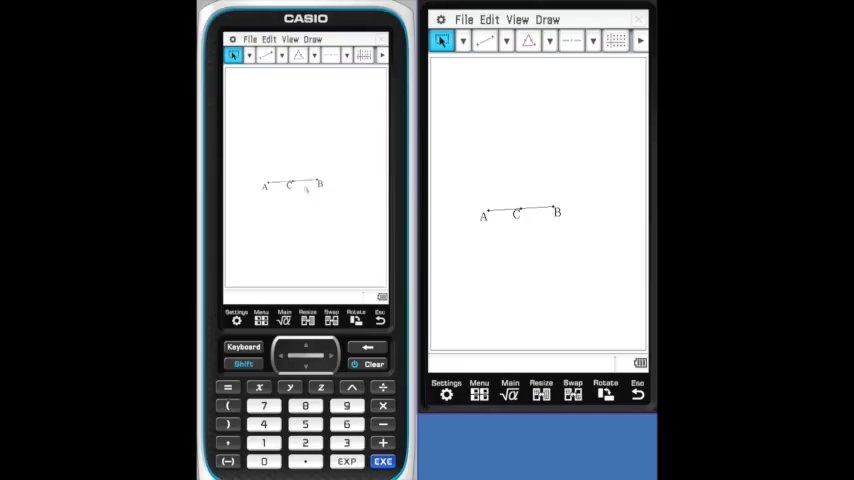 CASIO
File Edit View Draw
A C B
Settings Menu Main Resize Swap Rotate Esc
Keyboard
Shift
Clear
= x y z ^ ÷
( 7 8 9 ×
) 4 5 6 −
, 1 2 3 +
(−) 0 · EXP EXE
File Edit View Draw
A C B
Settings Menu Main Resize Swap Rotate Esc